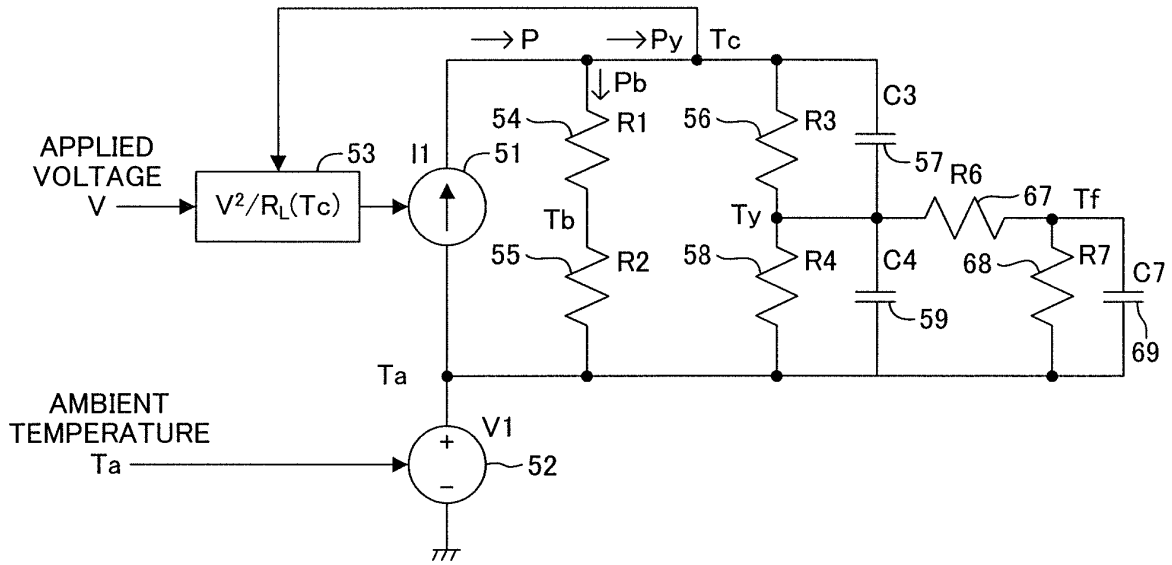 P
Py
Tc
Pb
C3
54
R1
56
R3
APPLIED
VOLTAGE
V
53
I1
51
57
V²/R_L(Tc)
R6
67
Tf
Tb
Ty
55
R2
58
R4
C4
68
R7
C7
59
69
Ta
AMBIENT
TEMPERATURE
Ta
V1
+
−
52